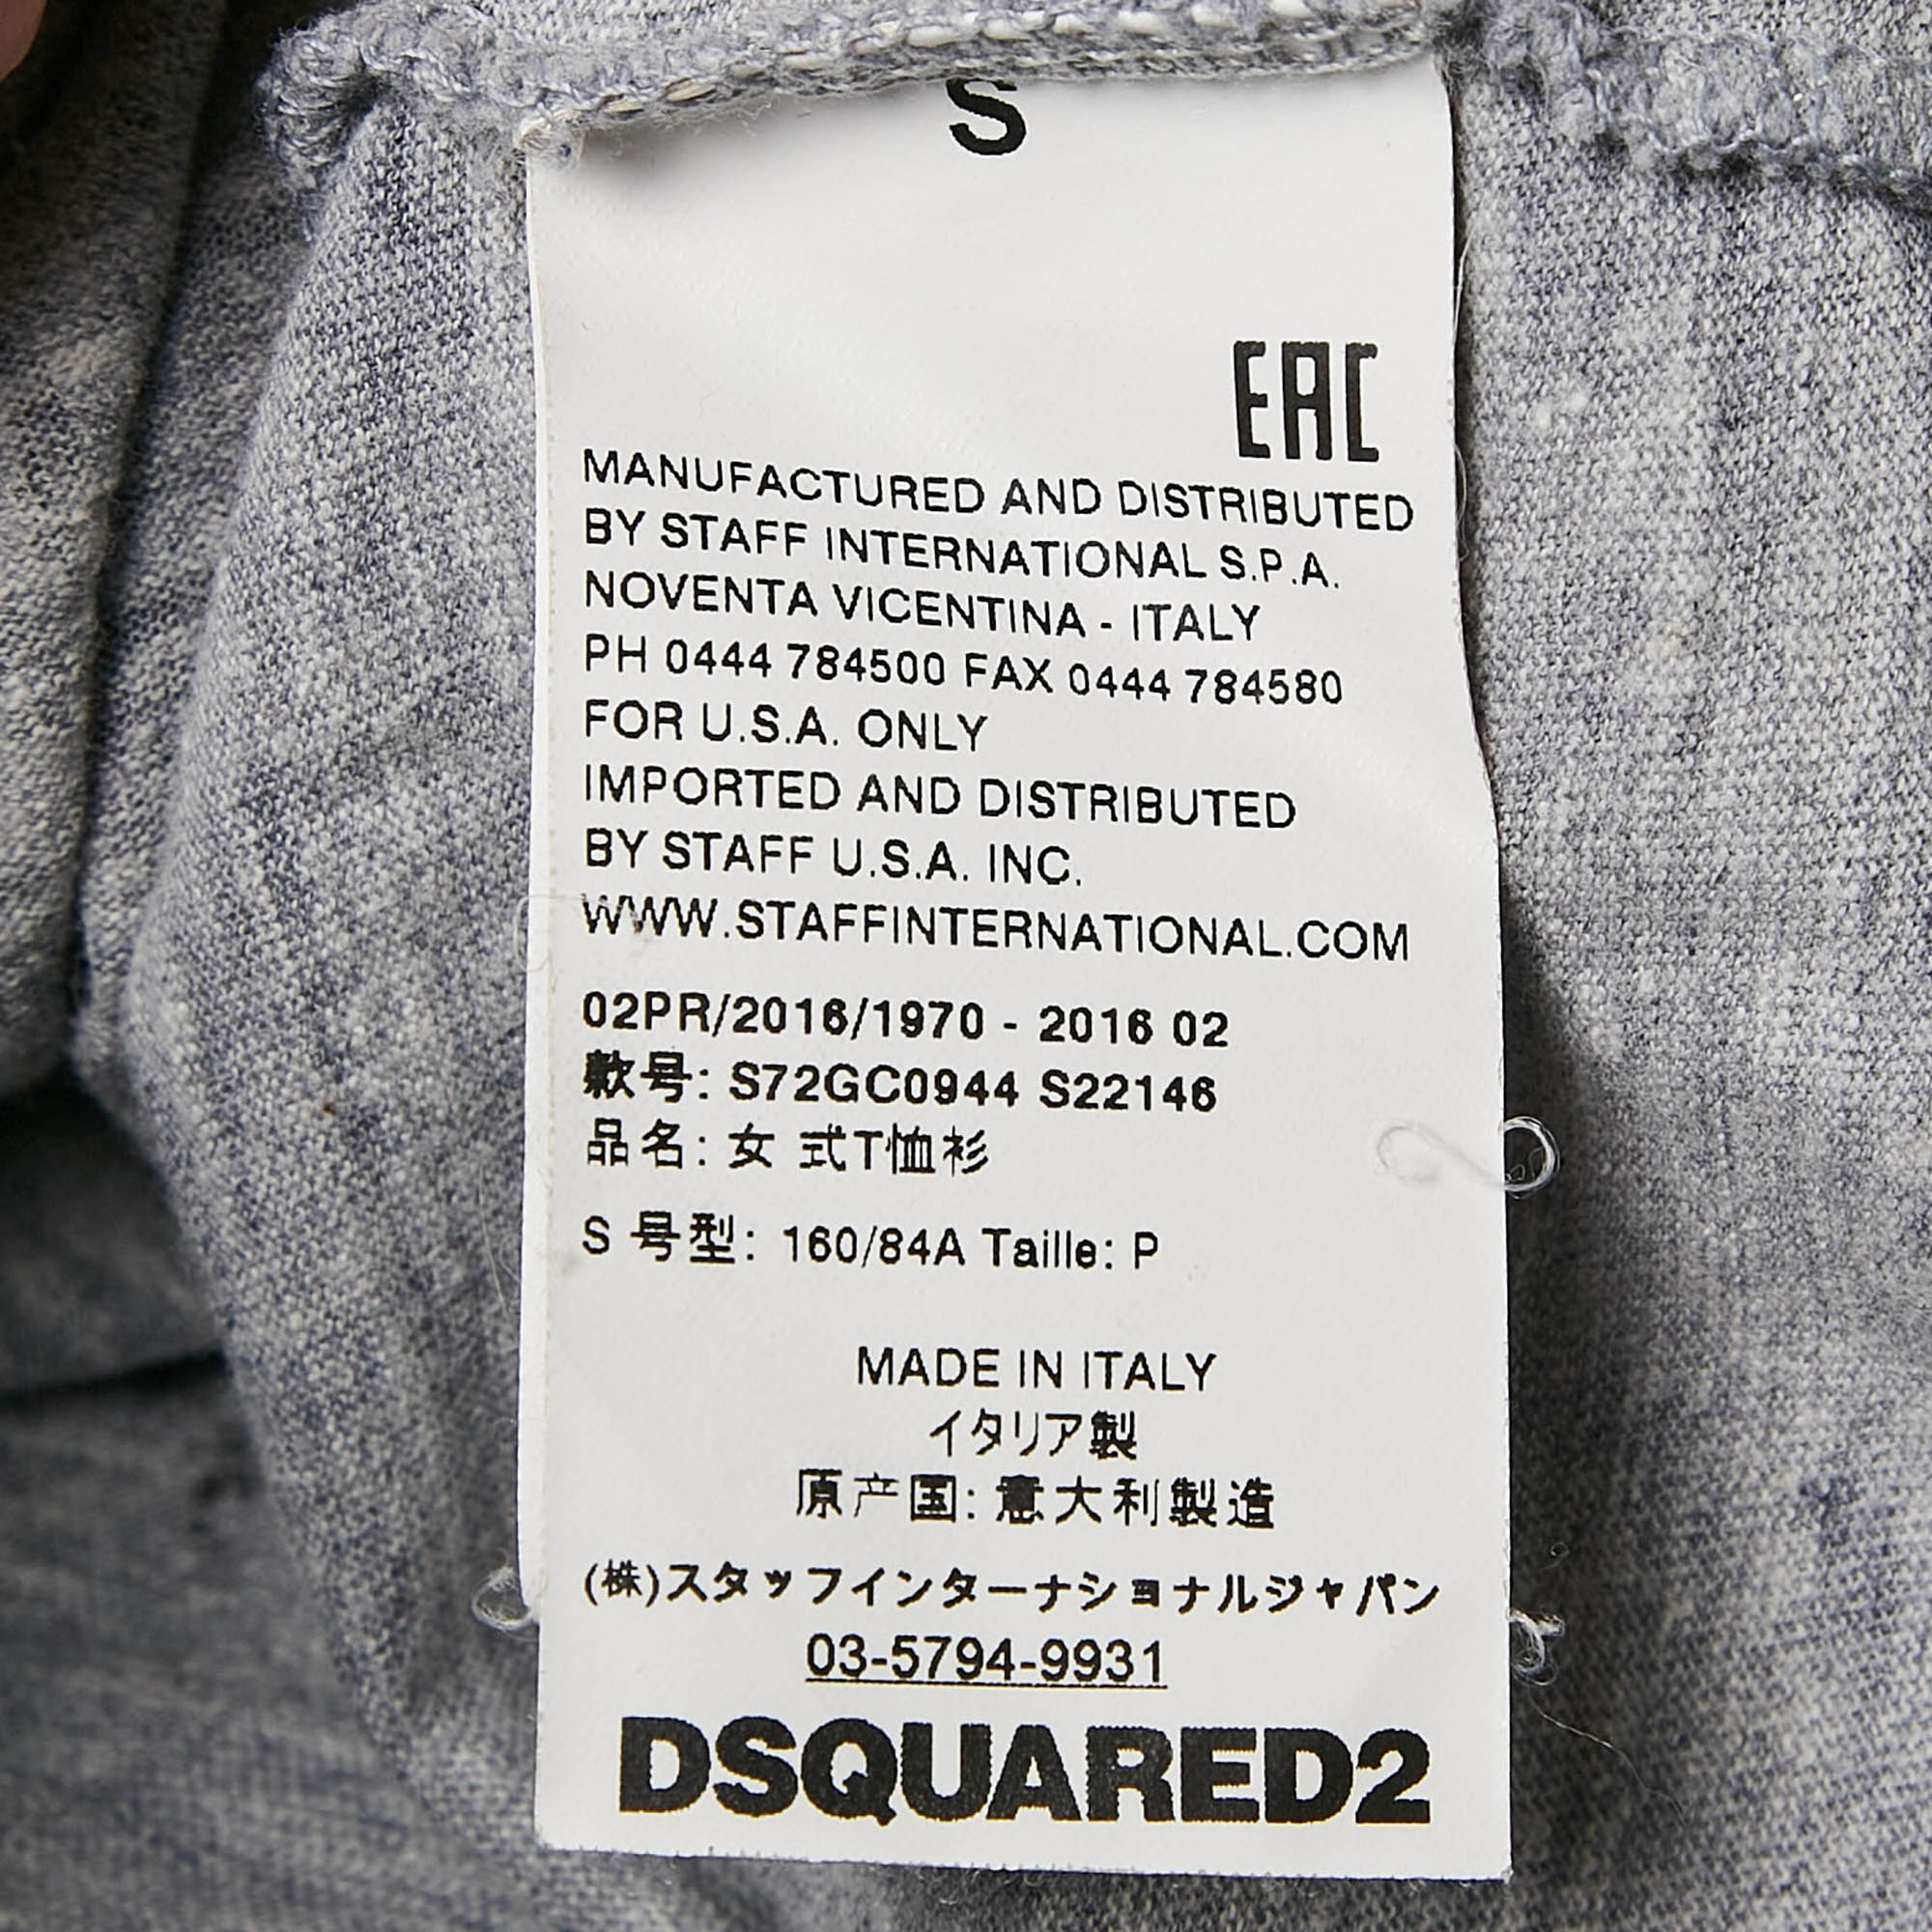 S
EAC
MANUFACTURED AND DISTRIBUTED
BY STAFF INTERNATIONAL S.P.A.
NOVENTA VICENTINA - ITALY
PH 0444 784500 FAX 0444 784580
FOR U.S.A. ONLY
IMPORTED AND DISTRIBUTED
BY STAFF U.S.A. INC.
WWW.STAFFINTERNATIONAL.COM
02PR/2016/1970 - 2016 02
款号: S72GC0944 S22146
品名: 女 式T恤衫
S 号型: 160/84A Taille: P
MADE IN ITALY
イタリア製
原产国: 意大利製造
(株)スタッフインターナショナルジャパン
03-5794-9931
DSQUARED2